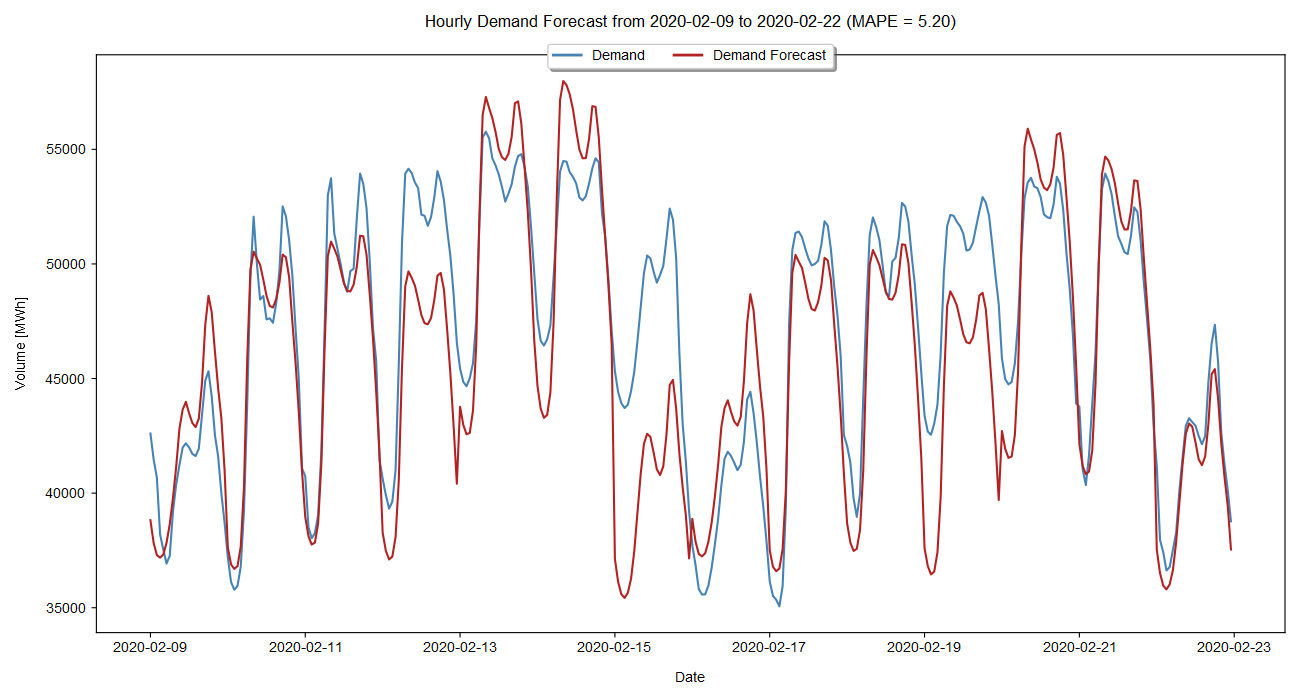 Hourly Demand Forecast from 2020-02-09 to 2020-02-22 (MAPE = 5.20)
Demand Demand Forecast
Volume [MWh]
55000
50000
45000
40000
35000
2020-02-09 2020-02-11 2020-02-13 2020-02-15 2020-02-17 2020-02-19 2020-02-21 2020-02-23
Date